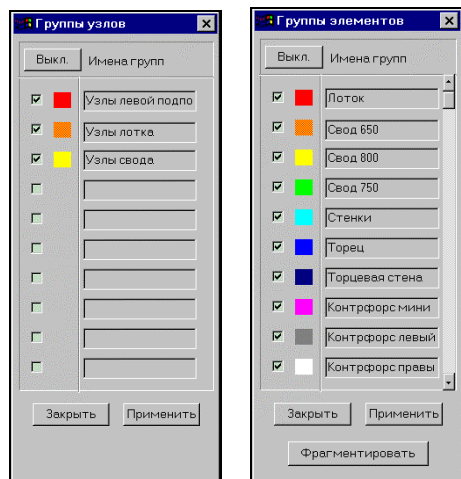 Группы узлов
Выкл. Имена групп
Узлы левой подпо
Узлы лотка
Узлы свода
Закрыть Применить
Группы элементов
Выкл. Имена групп
Лоток
Свод 650
Свод 800
Свод 750
Стенки
Торец
Торцевая стена
Контрфорс мини
Контрфорс левый
Контрфорс правы
Закрыть Применить
Фрагментировать